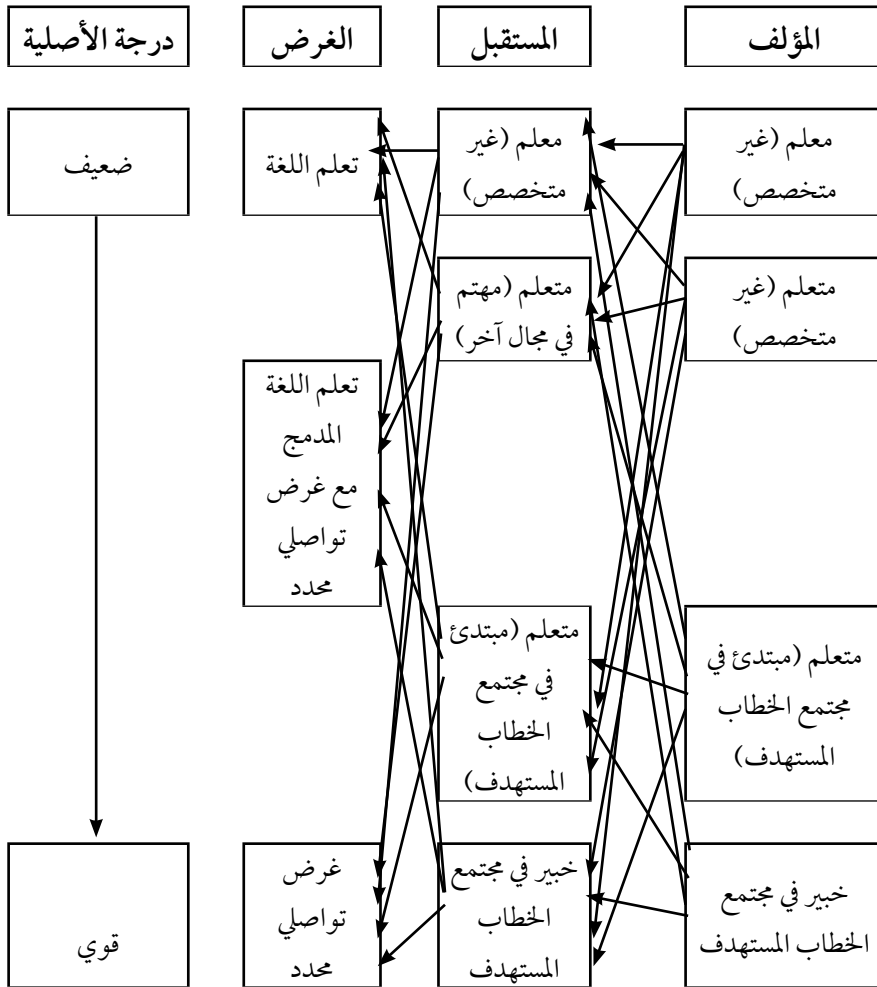 المؤلف
المستقبل
الغرض
درجة الأصلية
معلم (غير
متخصص)
معلم (غير
متخصص)
تعلم اللغة
ضعيف
متعلم (غير
متخصص)
متعلم (مهتم
في مجال آخر)
تعلم اللغة
المدمج
مع غرض
تواصلي
محدد
متعلم (مبتدئ في
مجتمع الخطاب
المستهدف)
متعلم (مبتدئ
في مجتمع
الخطاب
المستهدف)
خبير في مجتمع
الخطاب المستهدف
خبير في مجتمع
الخطاب
المستهدف
غرض
تواصلي
محدد
قوي